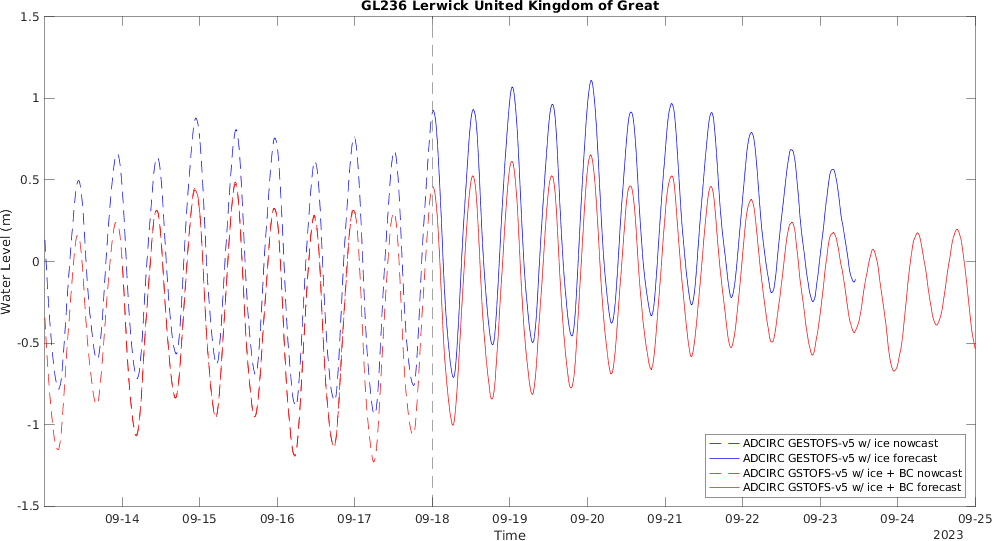 GL236 Lerwick United Kingdom of Great
1.5
1
0.5
0
-0.5
-1
-1.5
Water Level (m)
ADCIRC GESTOFS-v5 w/ ice nowcast
ADCIRC GESTOFS-v5 w/ ice forecast
ADCIRC GSTOFS-v5 w/ ice + BC nowcast
ADCIRC GSTOFS-v5 w/ ice + BC forecast
09-14 09-15 09-16 09-17 09-18 09-19 09-20 09-21 09-22 09-23 09-24 09-25
Time
2023